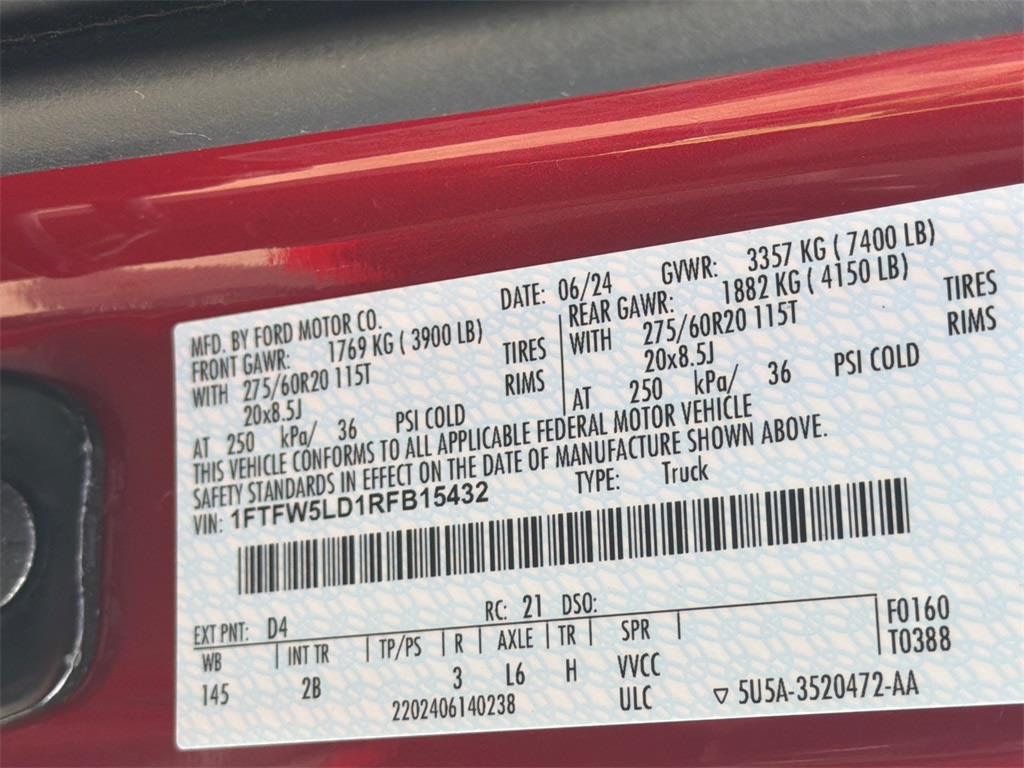 MFD. BY FORD MOTOR CO.
DATE: 06/24 GVWR: 3357 KG ( 7400 LB)
FRONT GAWR: 1769 KG ( 3900 LB)
WITH 275/60R20 115T TIRES
20x8.5J RIMS
AT 250 kPa/ 36 PSI COLD
REAR GAWR: 1882 KG ( 4150 LB)
WITH 275/60R20 115T TIRES
20x8.5J RIMS
AT 250 kPa/ 36 PSI COLD
THIS VEHICLE CONFORMS TO ALL APPLICABLE FEDERAL MOTOR VEHICLE
SAFETY STANDARDS IN EFFECT ON THE DATE OF MANUFACTURE SHOWN ABOVE.
VIN: 1FTFW5LD1RFB15432 TYPE: Truck
EXT PNT: D4 RC: 21 DSO:
WB INT TR TP/PS R AXLE TR SPR
145 2B 3 L6 H VVCC
2202406140238 ULC
F0160
T0388
▽ 5U5A-3520472-AA